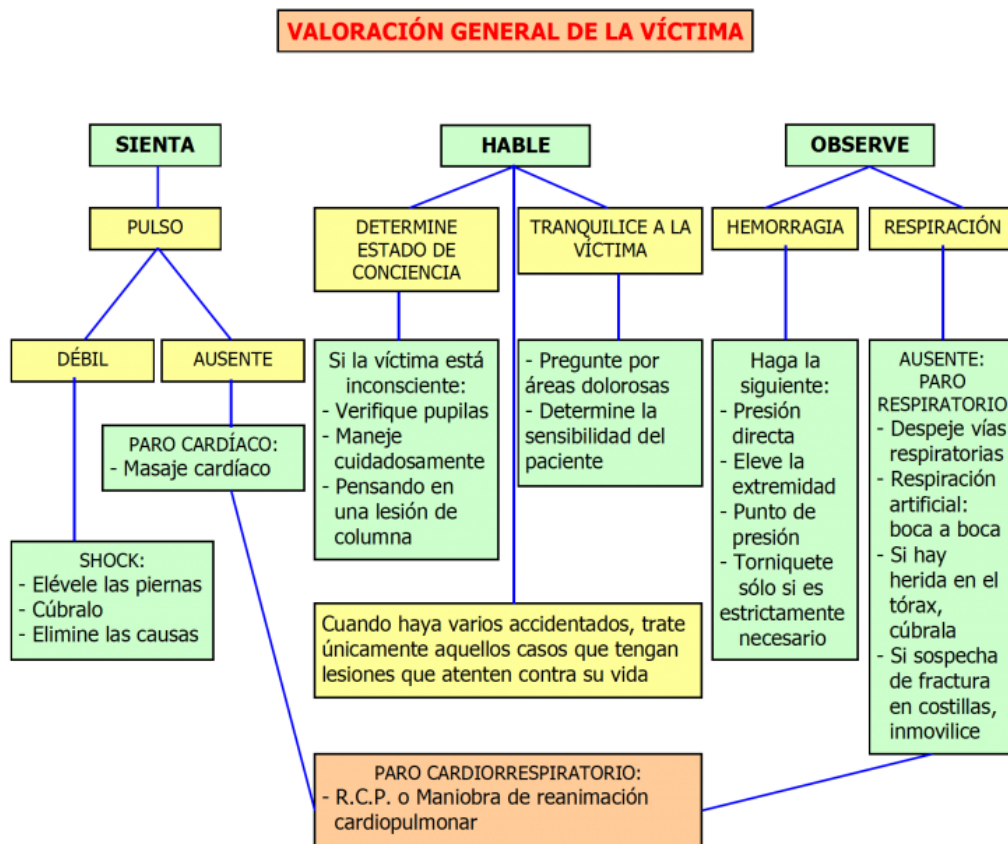 VALORACIÓN GENERAL DE LA VÍCTIMA
SIENTA
PULSO
DÉBIL
AUSENTE
PARO CARDÍACO:
- Masaje cardíaco
SHOCK:
- Elévele las piernas
- Cúbralo
- Elimine las causas
HABLE
DETERMINE
ESTADO DE
CONCIENCIA
Si la víctima está
inconsciente:
- Verifique pupilas
- Maneje
cuidadosamente
- Pensando en
una lesión de
columna
TRANQUILICE A LA
VÍCTIMA
- Pregunte por
áreas dolorosas
- Determine la
sensibilidad del
paciente
Cuando haya varios accidentados, trate
únicamente aquellos casos que tengan
lesiones que atenten contra su vida
OBSERVE
HEMORRAGIA
Haga la
siguiente:
- Presión
directa
- Eleve la
extremidad
- Punto de
presión
- Torniquete
sólo si es
estrictamente
necesario
RESPIRACIÓN
AUSENTE:
PARO
RESPIRATORIO:
- Despeje vías
respiratorias
- Respiración
artificial:
boca a boca
- Si hay
herida en el
tórax,
cúbrala
- Si sospecha
de fractura
en costillas,
inmovilice
PARO CARDIORRESPIRATORIO:
- R.C.P. o Maniobra de reanimación
cardiopulmonar